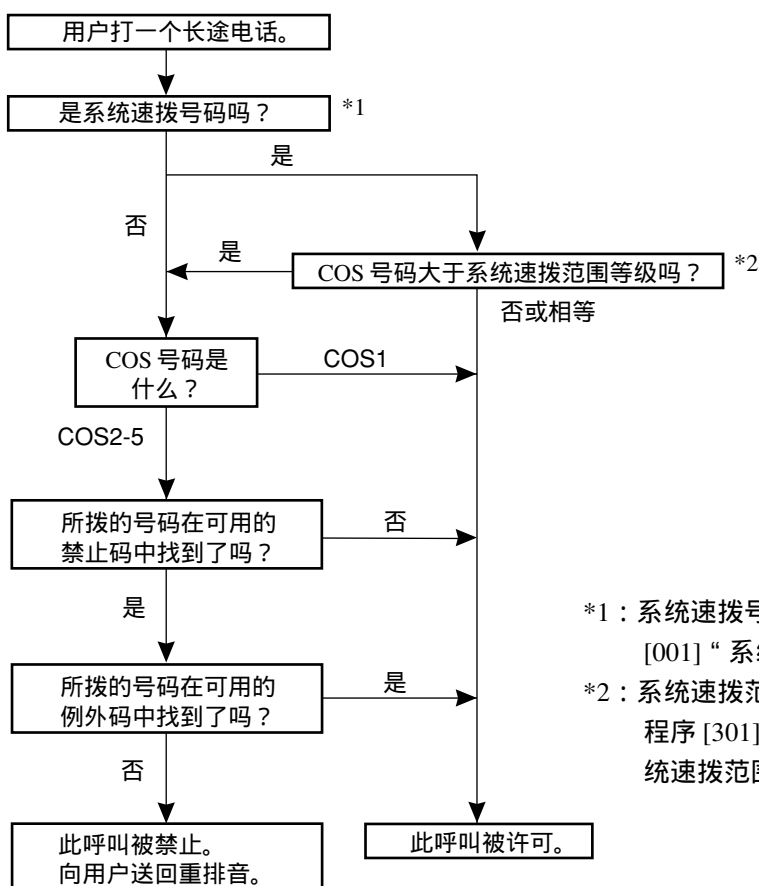 用户打一个长途电话。
是系统速拨号码吗？ *1
是
否
是
COS 号码大于系统速拨范围等级吗？ *2
否或相等
COS 号码是
什么？
COS1
COS2-5
所拨的号码在可用的
禁止码中找到了吗？
否
是
*1：系统速拨号
[001]“ 系统
*2：系统速拨范
程序 [301]
统速拨范围
所拨的号码在可用的
例外码中找到了吗？
是
否
此呼叫被禁止。
向用户送回重排音。
此呼叫被许可。